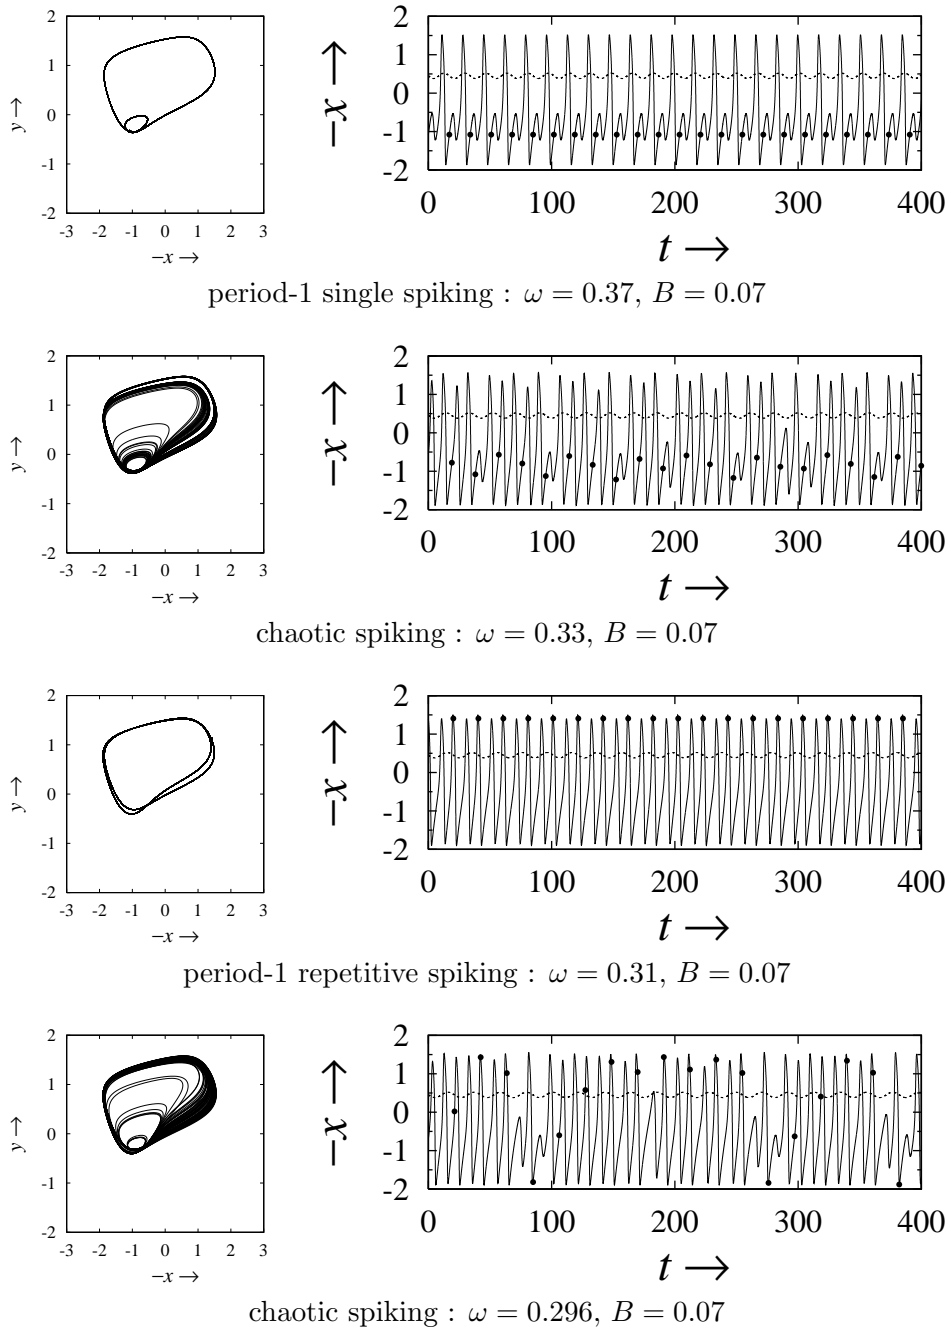 2
1
0
-1
-2
y →
-3 -2 -1 0 1 2 3
−x →
2
1
0
-1
-2
−x →
0 100 200 300 400
t →
period-1 single spiking : ω = 0.37, B = 0.07
2
1
0
-1
-2
y →
-3 -2 -1 0 1 2 3
−x →
2
1
0
-1
-2
−x →
0 100 200 300 400
t →
chaotic spiking : ω = 0.33, B = 0.07
2
1
0
-1
-2
y →
-3 -2 -1 0 1 2 3
−x →
2
1
0
-1
-2
−x →
0 100 200 300 400
t →
period-1 repetitive spiking : ω = 0.31, B = 0.07
2
1
0
-1
-2
y →
-3 -2 -1 0 1 2 3
−x →
2
1
0
-1
-2
−x →
0 100 200 300 400
t →
chaotic spiking : ω = 0.296, B = 0.07